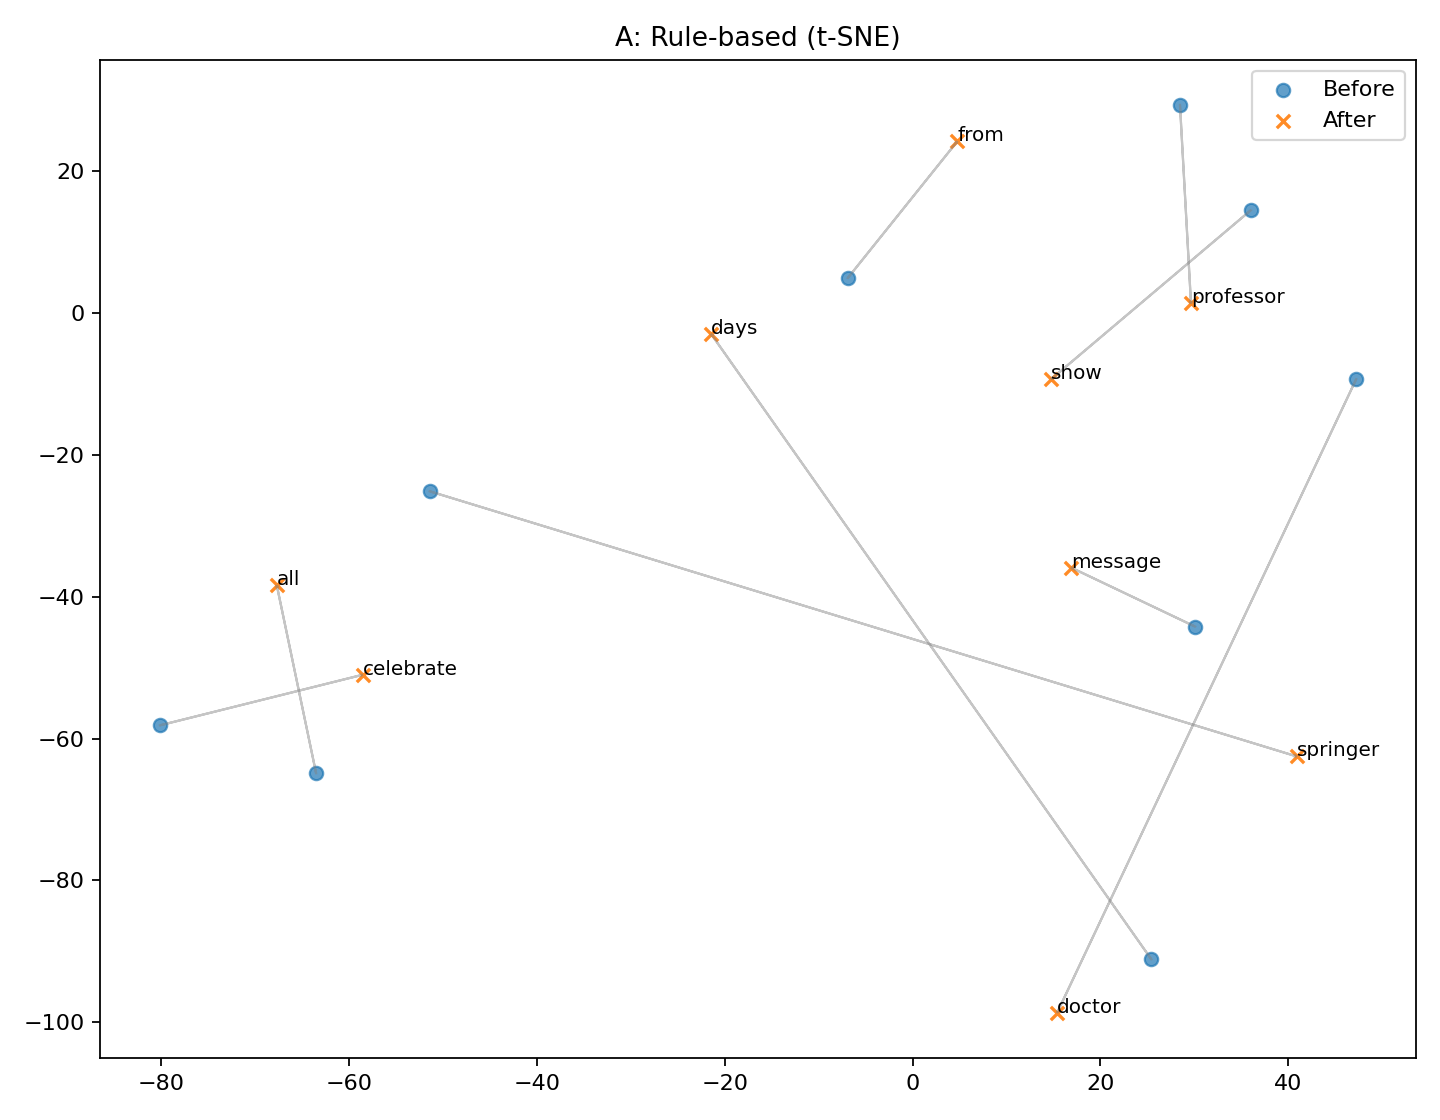 A: Rule-based (t-SNE)
Before
After
from
professor
days
show
message
all
celebrate
springer
doctor
20
0
−20
−40
−60
−80
−100
−80 −60 −40 −20 0 20 40